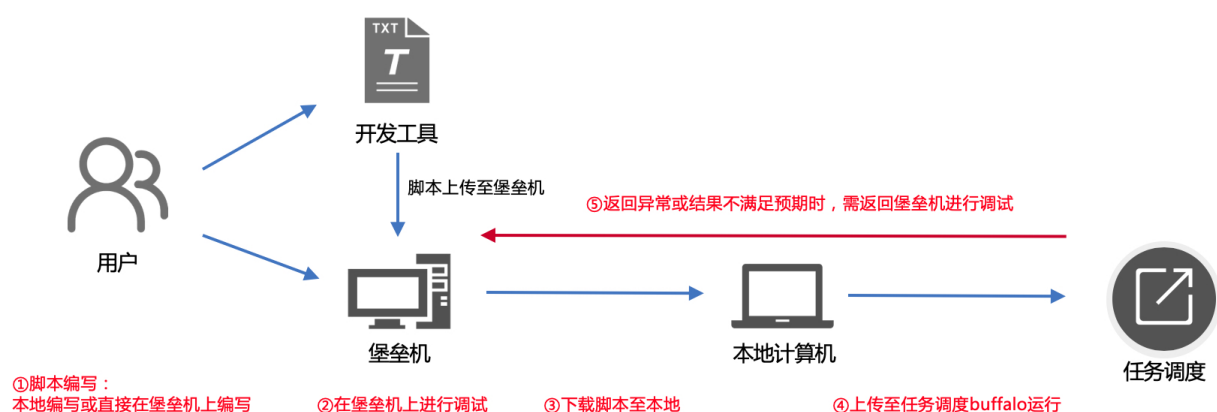 TXT
T
开发工具
脚本上传至堡垒机
⑤返回异常或结果不满足预期时，需返回堡垒机进行调试
用户
堡垒机
本地计算机
任务调度
①脚本编写：
本地编写或直接在堡垒机上编写
②在堡垒机上进行调试
③下载脚本至本地
④上传至任务调度buffalo运行